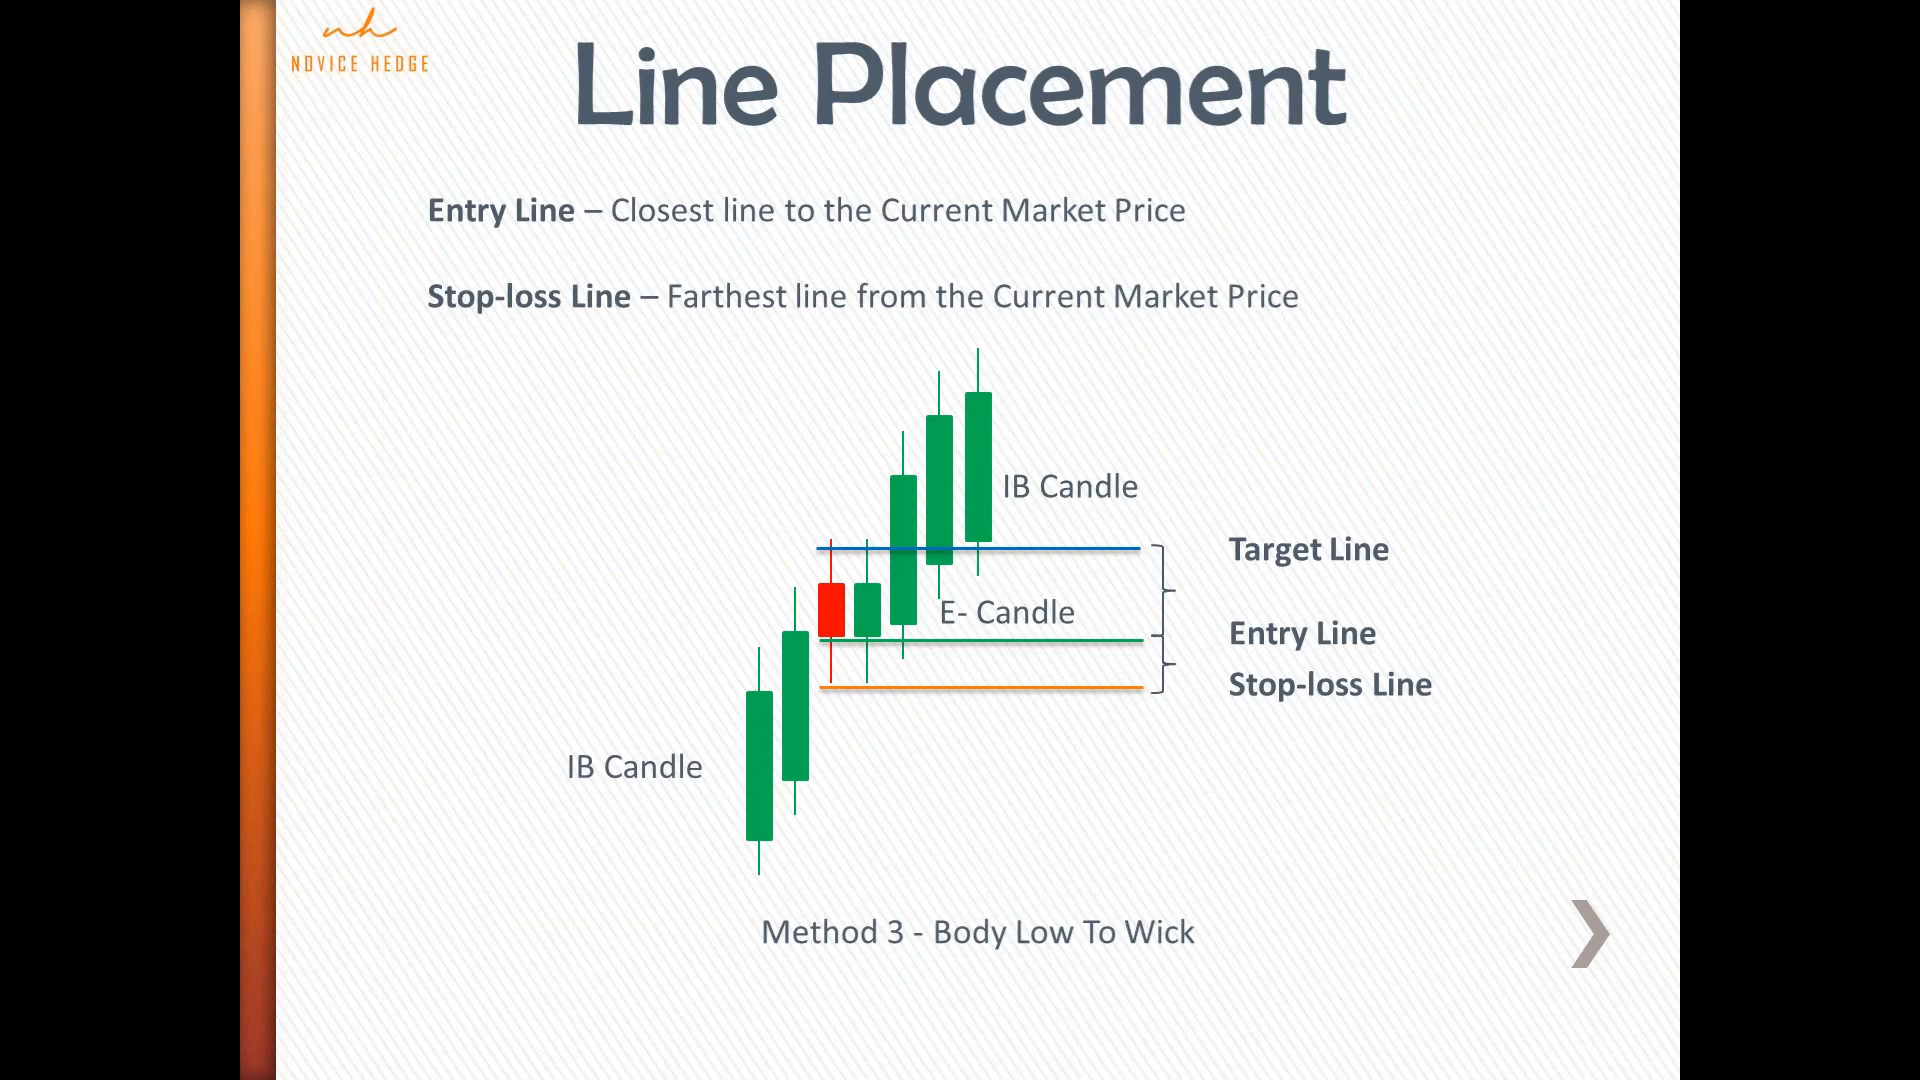 nh
NOVICE HEDGE
Line Placement
Entry Line – Closest line to the Current Market Price
Stop-loss Line – Farthest line from the Current Market Price
IB Candle
Target Line
E- Candle
Entry Line
Stop-loss Line
IB Candle
Method 3 - Body Low To Wick